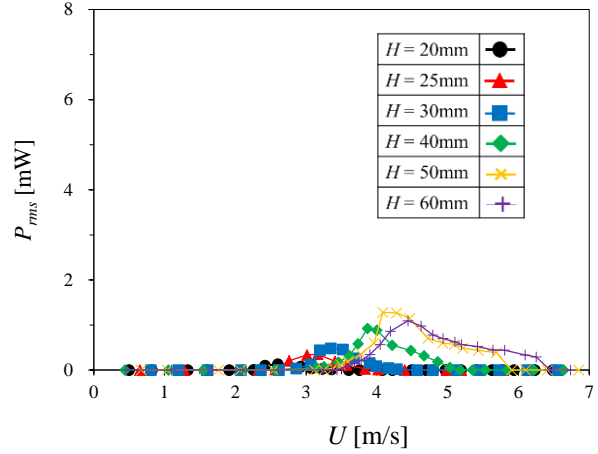 8
6
4
2
0
P_rms [mW]
H = 20mm
H = 25mm
H = 30mm
H = 40mm
H = 50mm
H = 60mm
0 1 2 3 4 5 6 7
U [m/s]